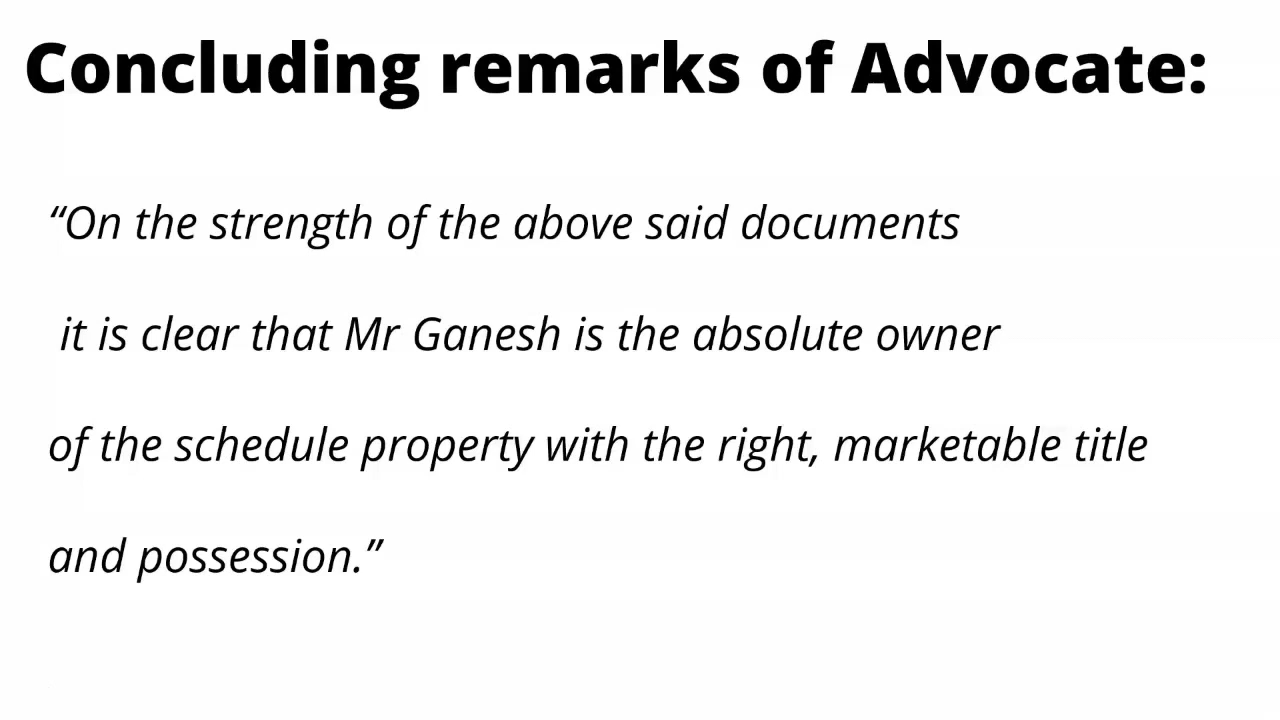 Concluding remarks of Advocate:
“On the strength of the above said documents
it is clear that Mr Ganesh is the absolute owner
of the schedule property with the right, marketable title
and possession.”